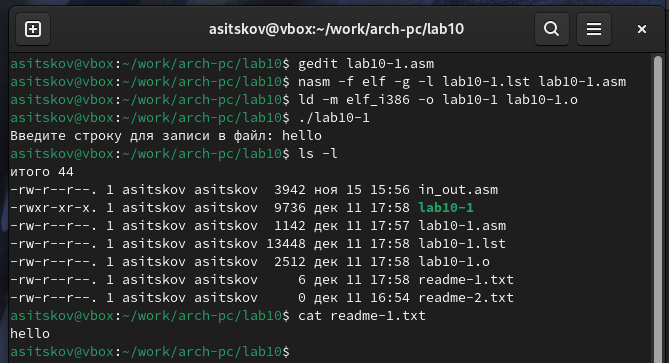 asitskov@vbox:~/work/arch-pc/lab10
asitskov@vbox:~/work/arch-pc/lab10$ gedit lab10-1.asm
asitskov@vbox:~/work/arch-pc/lab10$ nasm -f elf -g -l lab10-1.lst lab10-1.asm
asitskov@vbox:~/work/arch-pc/lab10$ ld -m elf_i386 -o lab10-1 lab10-1.o
asitskov@vbox:~/work/arch-pc/lab10$ ./lab10-1
Введите строку для записи в файл: hello
asitskov@vbox:~/work/arch-pc/lab10$ ls -l
итого 44
-rw-r--r--. 1 asitskov asitskov  3942 ноя 15 15:56 in_out.asm
-rwxr-xr-x. 1 asitskov asitskov  9736 дек 11 17:58 lab10-1
-rw-r--r--. 1 asitskov asitskov  1142 дек 11 17:57 lab10-1.asm
-rw-r--r--. 1 asitskov asitskov 13448 дек 11 17:58 lab10-1.lst
-rw-r--r--. 1 asitskov asitskov  2512 дек 11 17:58 lab10-1.o
-rw-r--r--. 1 asitskov asitskov     6 дек 11 17:58 readme-1.txt
-rw-r--r--. 1 asitskov asitskov     0 дек 11 16:54 readme-2.txt
asitskov@vbox:~/work/arch-pc/lab10$ cat readme-1.txt
hello
asitskov@vbox:~/work/arch-pc/lab10$